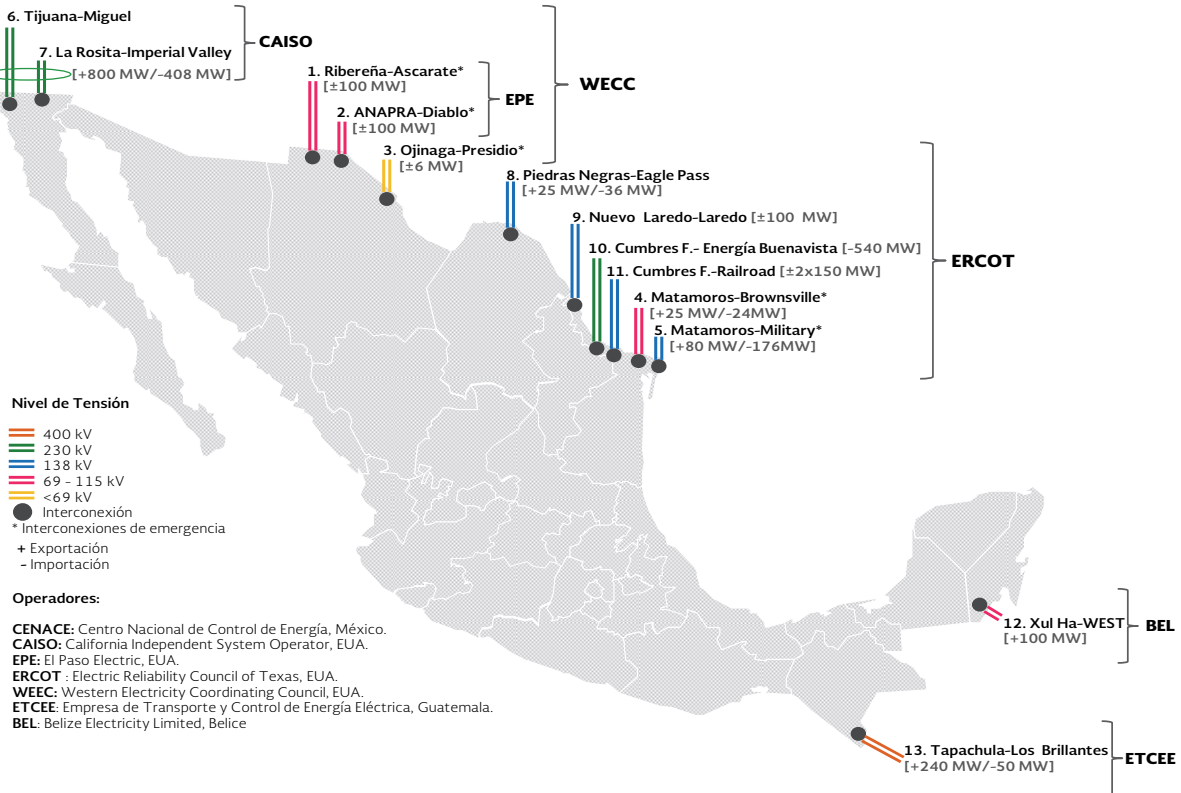 6. Tijuana-Miguel
7. La Rosita-Imperial Valley
[+800 MW/-408 MW]
CAISO
1. Ribereña-Ascarate*
[±100 MW]
2. ANAPRA-Diablo*
[±100 MW]
EPE
WECC
3. Ojinaga-Presidio*
[±6 MW]
8. Piedras Negras-Eagle Pass
[+25 MW/-36 MW]
9. Nuevo Laredo-Laredo [±100 MW]
10. Cumbres F.- Energía Buenavista [-540 MW]
11. Cumbres F.-Railroad [±2x150 MW]
4. Matamoros-Brownsville*
[+25 MW/-24MW]
5. Matamoros-Military*
[+80 MW/-176MW]
ERCOT
Nivel de Tensión
400 kV
230 kV
138 kV
69 - 115 kV
<69 kV
Interconexión
* Interconexiones de emergencia
+ Exportación
- Importación
Operadores:
CENACE: Centro Nacional de Control de Energía, México.
CAISO: California Independent System Operator, EUA.
EPE: El Paso Electric, EUA.
ERCOT : Electric Reliability Council of Texas, EUA.
WEEC: Western Electricity Coordinating Council, EUA.
ETCEE: Empresa de Transporte y Control de Energía Eléctrica, Guatemala.
BEL: Belize Electricity Limited, Belice
12. Xul Ha-WEST
[+100 MW]
BEL
13. Tapachula-Los Brillantes
[+240 MW/-50 MW]
ETCEE